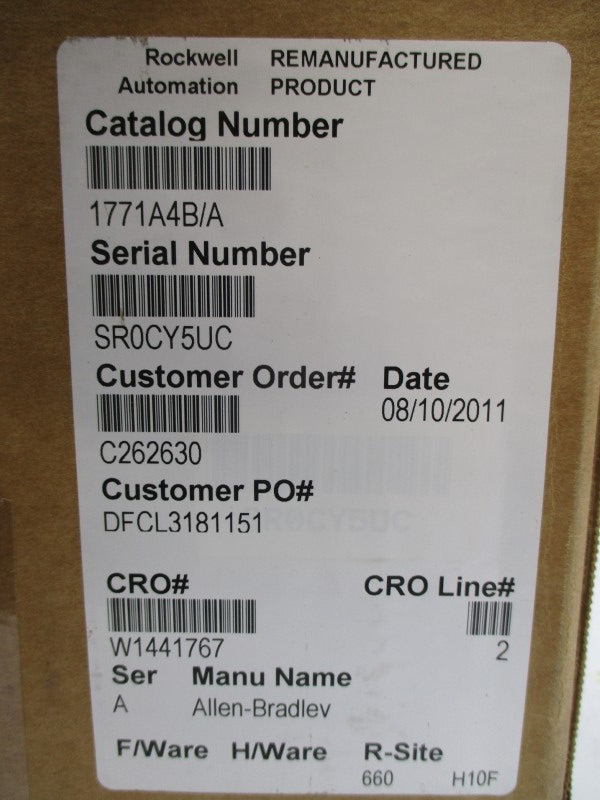 Rockwell REMANUFACTURED
Automation PRODUCT
Catalog Number
1771A4B/A
Serial Number
SR0CY5UC
Customer Order# Date
08/10/2011
C262630
Customer PO#
DFCL3181151
R0CY5UC
CRO# CRO Line#
W1441767 2
Ser Manu Name
A Allen-Bradley
F/Ware H/Ware R-Site
660 H10F